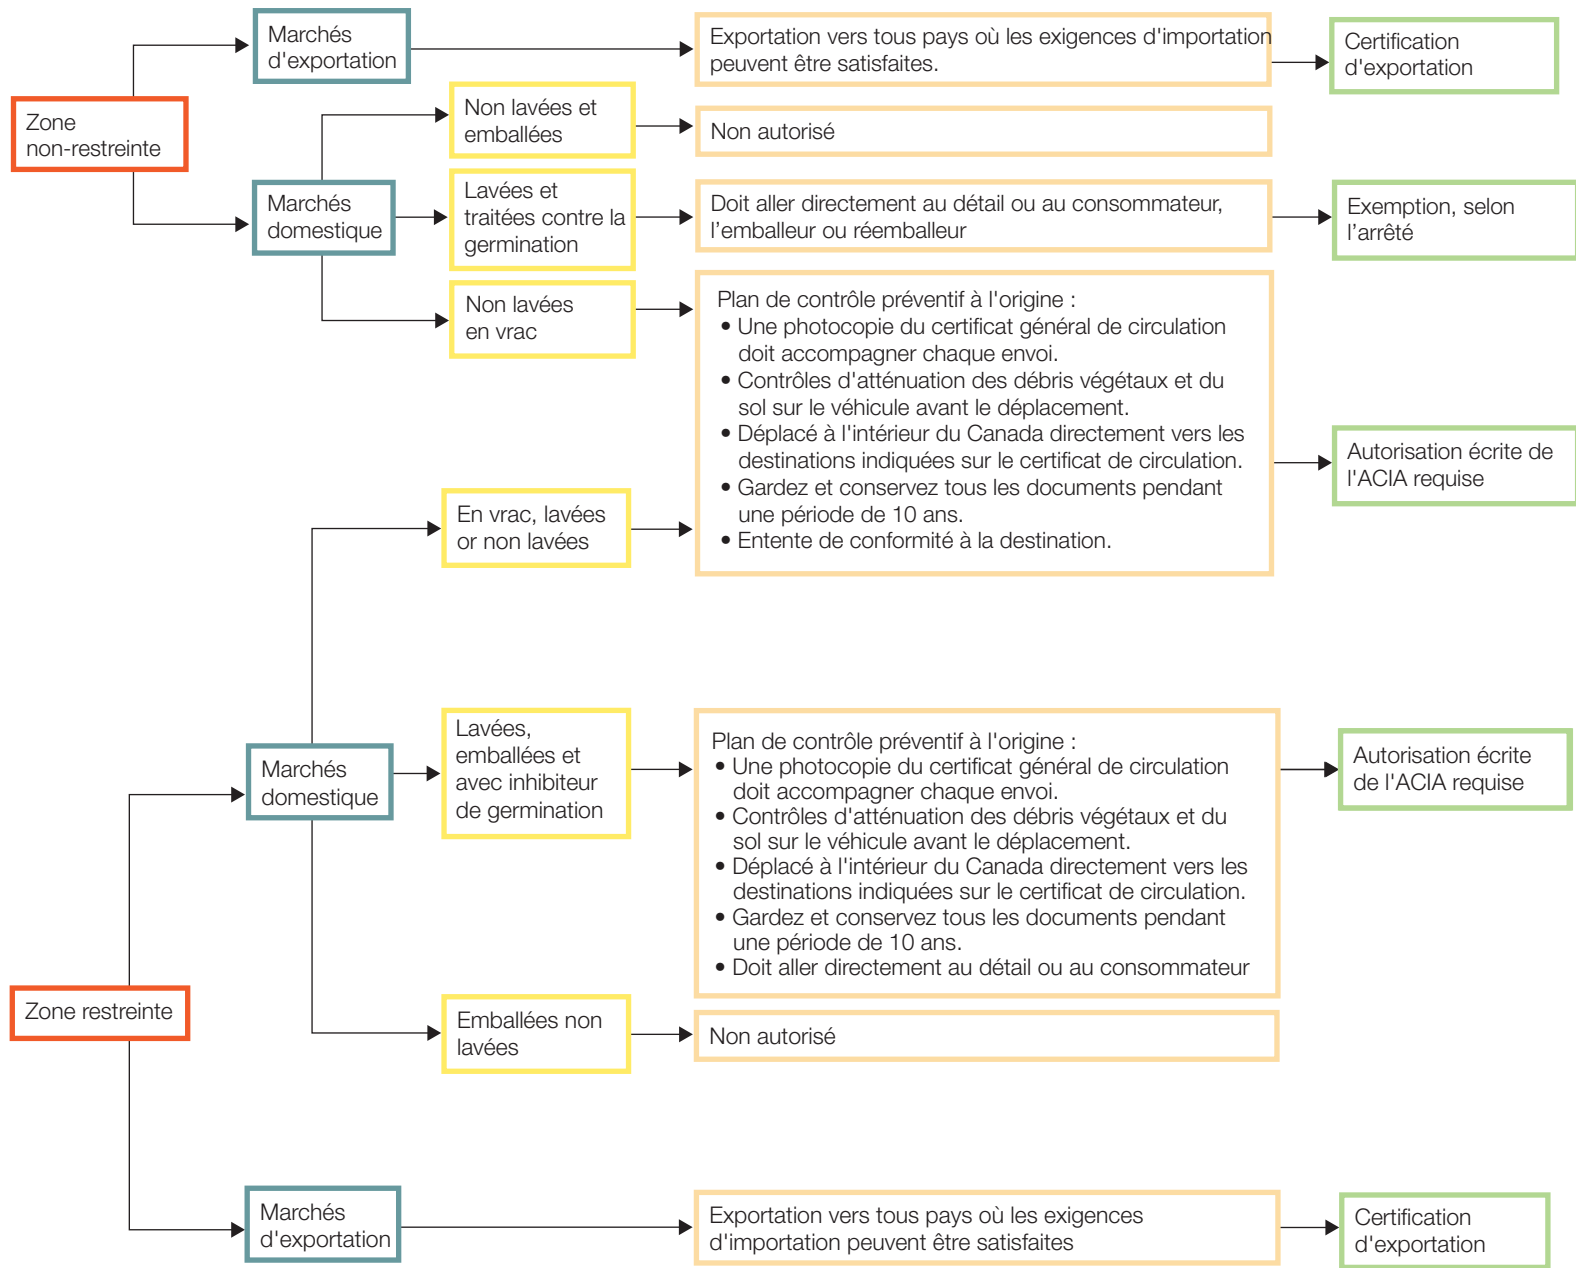 Marchés
d'exportation
Exportation vers tous pays où les exigences d'importation
peuvent être satisfaites.
Certification
d'exportation
Zone
non-restreinte
Non lavées et
emballées
Non autorisé
Marchés
domestique
Lavées et
traitées contre la
germination
Doit aller directement au détail ou au consommateur,
l'emballeur ou réemballeur
Exemption, selon
l'arrêté
Non lavées
en vrac
Plan de contrôle préventif à l'origine :
• Une photocopie du certificat général de circulation
doit accompagner chaque envoi.
• Contrôles d'atténuation des débris végétaux et du
sol sur le véhicule avant le déplacement.
• Déplacé à l'intérieur du Canada directement vers les
destinations indiquées sur le certificat de circulation.
• Gardez et conservez tous les documents pendant
une période de 10 ans.
• Entente de conformité à la destination.
Autorisation écrite de
l'ACIA requise
En vrac, lavées
or non lavées
Marchés
domestique
Lavées,
emballées et
avec inhibiteur
de germination
Plan de contrôle préventif à l'origine :
• Une photocopie du certificat général de circulation
doit accompagner chaque envoi.
• Contrôles d'atténuation des débris végétaux et du
sol sur le véhicule avant le déplacement.
• Déplacé à l'intérieur du Canada directement vers les
destinations indiquées sur le certificat de circulation.
• Gardez et conservez tous les documents pendant
une période de 10 ans.
• Doit aller directement au détail ou au consommateur
Autorisation écrite
de l'ACIA requise
Zone restreinte
Emballées non
lavées
Non autorisé
Marchés
d'exportation
Exportation vers tous pays où les exigences
d'importation peuvent être satisfaites
Certification
d'exportation